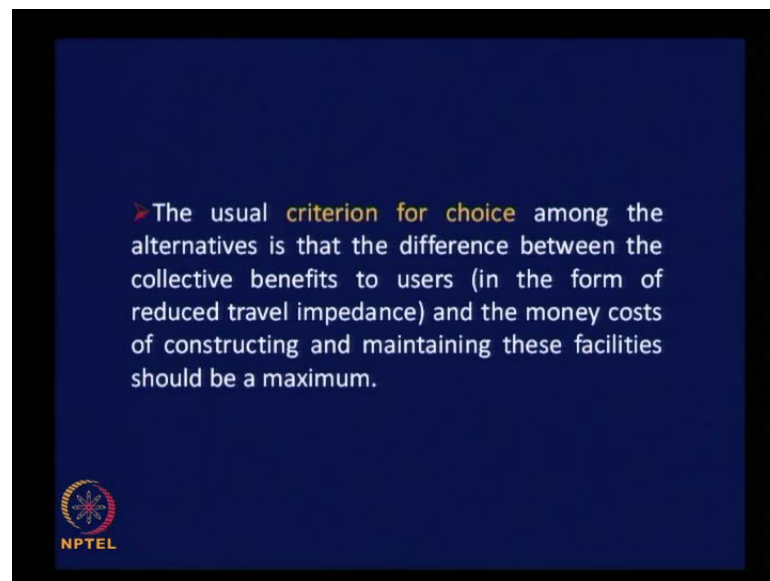 ➤The usual criterion for choice among the
alternatives is that the difference between the
collective benefits to users (in the form of
reduced travel impedance) and the money costs
of constructing and maintaining these facilities
should be a maximum.
NPTEL